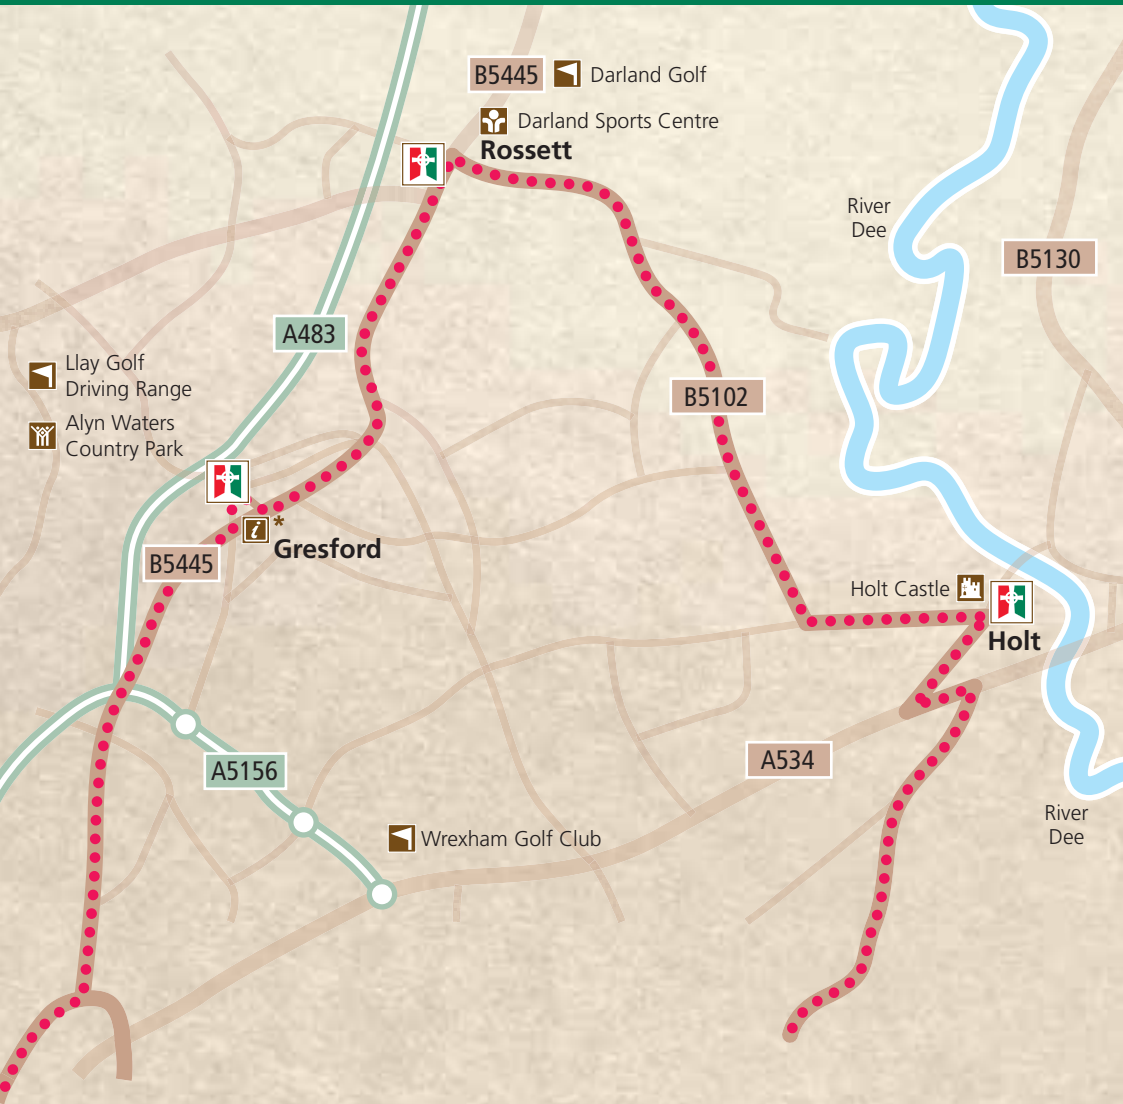 B5445
Darland Golf
Darland Sports Centre
Rossett
River
Dee
B5130
A483
Llay Golf
Driving Range
B5102
Alyn Waters
Country Park
i
*
Gresford
B5445
Holt Castle
Holt
A534
A5156
River
Dee
Wrexham Golf Club